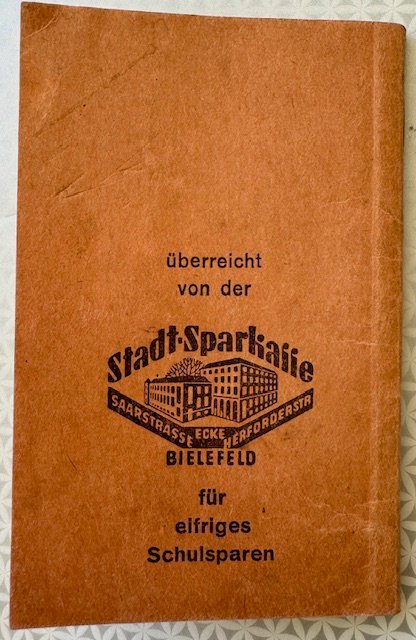 überreicht
von der
Stadt-Sparkasse
SAARSTRASSE ECKE HERFORDERSTR
BIELEFELD
für
eifriges
Schulsparen